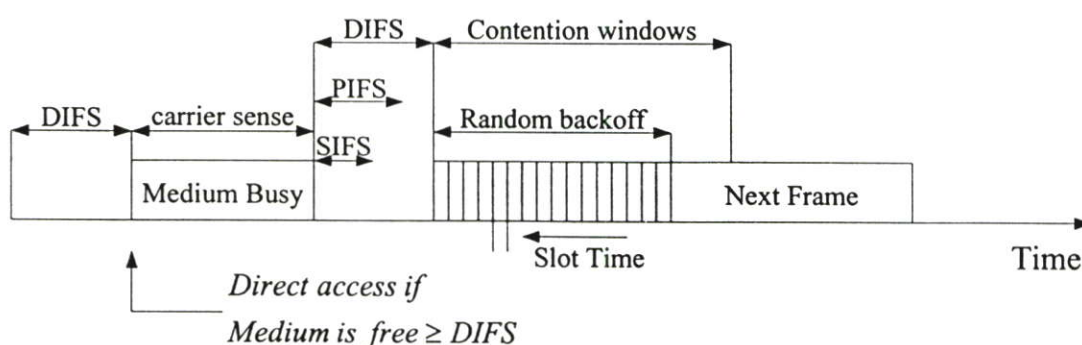 DIFS
Contention windows
PIFS
DIFS
carrier sense
Random backoff
SIFS
Medium Busy
Next Frame
Slot Time
Time
Direct access if
Medium is free ≥ DIFS